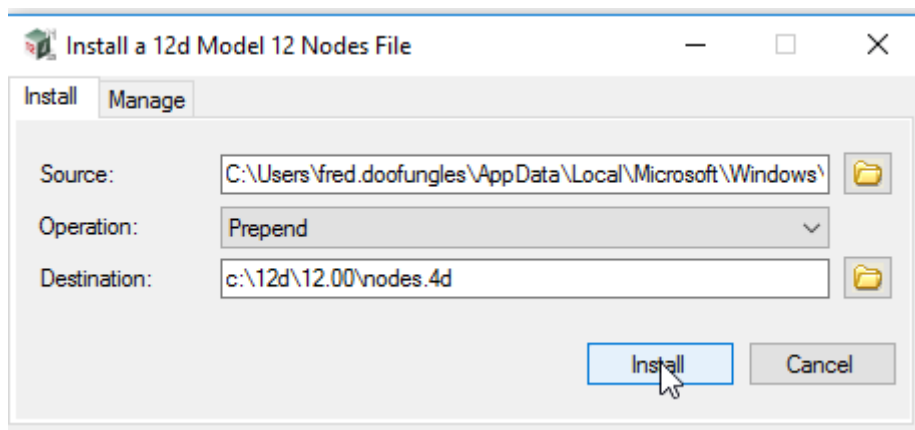 Install a 12d Model 12 Nodes File
Install Manage
Source: C:\Users\fred.doofungles\AppData\Local\Microsoft\Windows\
Operation: Prepend
Destination: c:\12d\12.00\nodes.4d
Install Cancel